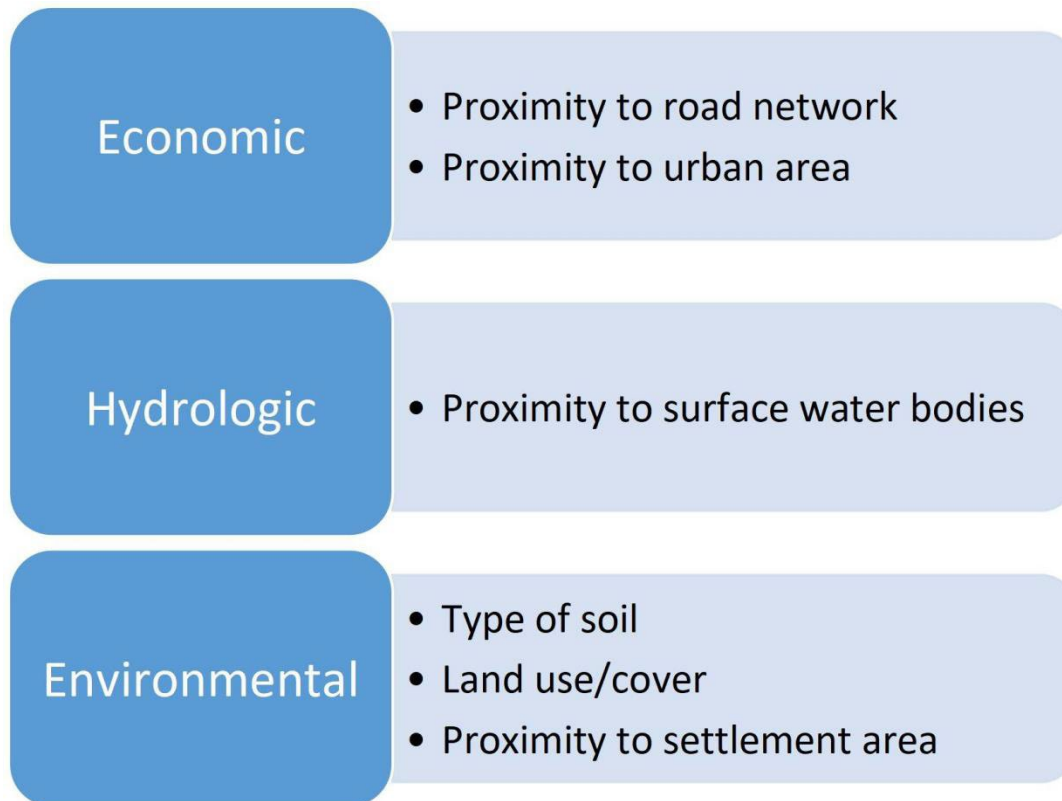 Economic
• Proximity to road network
• Proximity to urban area
Hydrologic
• Proximity to surface water bodies
Environmental
• Type of soil
• Land use/cover
• Proximity to settlement area